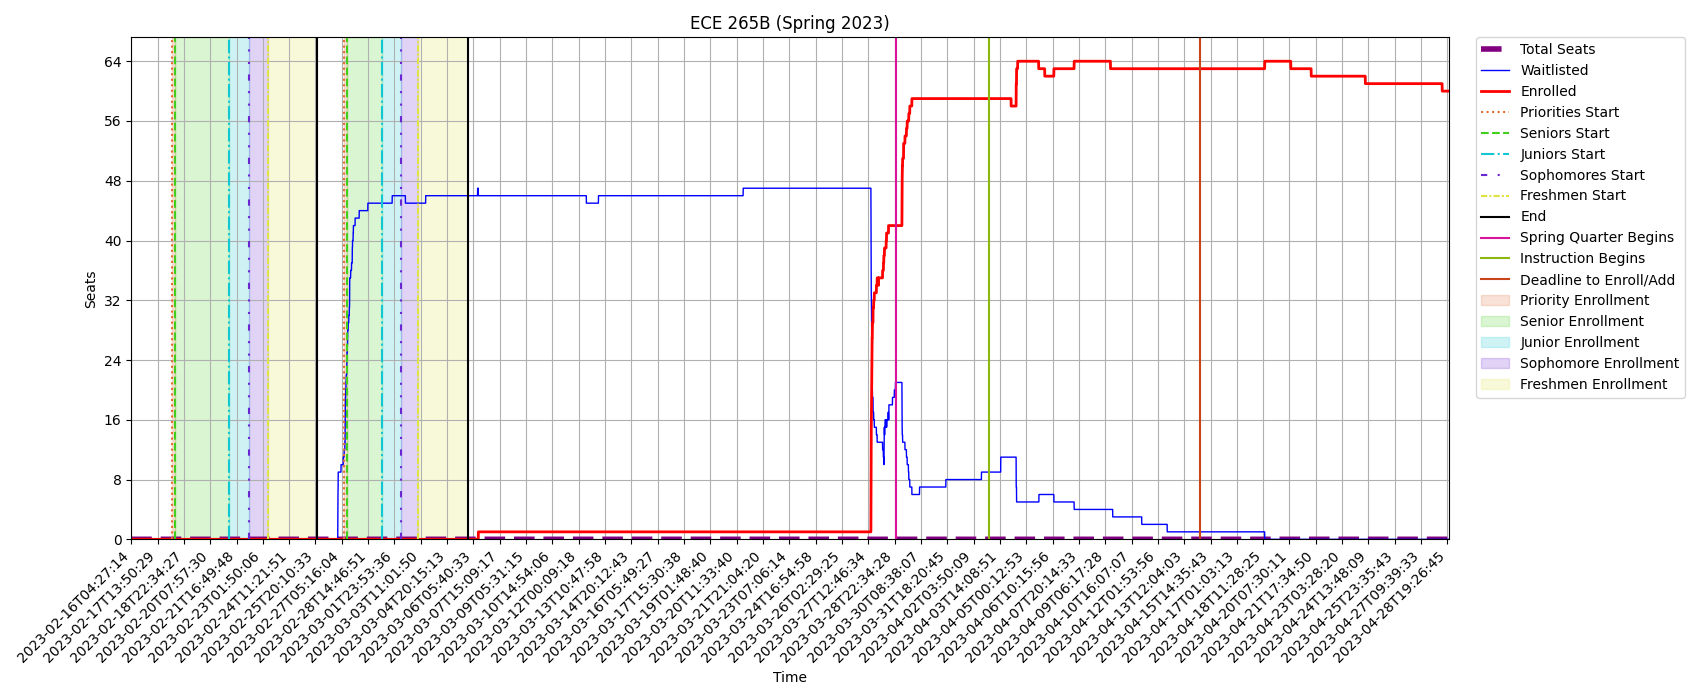 ECE 265B (Spring 2023)
Total Seats
Waitlisted
Enrolled
Priorities Start
Seniors Start
Juniors Start
Sophomores Start
Freshmen Start
End
Spring Quarter Begins
Instruction Begins
Deadline to Enroll/Add
Priority Enrollment
Senior Enrollment
Junior Enrollment
Sophomore Enrollment
Freshmen Enrollment
Seats
64
56
48
40
32
24
16
8
0
2023-02-16T04:27:14
2023-02-17T13:50:29
2023-02-18T22:34:27
2023-02-20T07:57:30
2023-02-21T16:49:48
2023-02-23T01:50:06
2023-02-24T11:21:51
2023-02-25T20:10:33
2023-02-27T05:16:04
2023-02-28T14:46:51
2023-03-01T23:53:36
2023-03-03T11:01:50
2023-03-04T20:15:13
2023-03-06T05:40:33
2023-03-07T15:09:17
2023-03-09T05:31:15
2023-03-10T14:54:06
2023-03-12T00:09:18
2023-03-13T10:47:58
2023-03-14T20:12:43
2023-03-16T05:49:27
2023-03-17T15:30:38
2023-03-19T01:48:40
2023-03-20T11:33:40
2023-03-21T21:04:20
2023-03-23T07:06:14
2023-03-24T16:54:58
2023-03-26T02:29:25
2023-03-27T12:46:34
2023-03-28T22:34:28
2023-03-30T08:38:07
2023-03-31T18:20:45
2023-04-02T03:50:09
2023-04-03T14:08:51
2023-04-05T00:12:53
2023-04-06T10:15:56
2023-04-07T20:14:33
2023-04-09T06:17:28
2023-04-10T16:07:07
2023-04-12T01:53:56
2023-04-13T12:04:03
2023-04-15T14:35:43
2023-04-17T01:03:13
2023-04-18T11:28:25
2023-04-20T07:30:11
2023-04-21T17:34:50
2023-04-23T03:28:20
2023-04-24T13:48:09
2023-04-25T23:35:43
2023-04-27T09:39:33
2023-04-28T19:26:45
Time